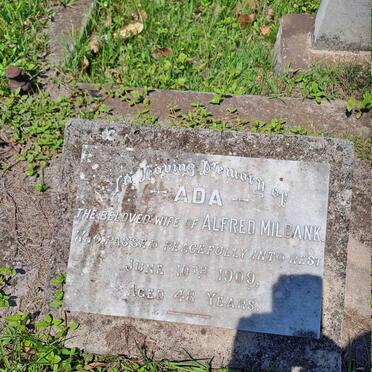 In Loving Memory of
— ADA —
THE BELOVED WIFE OF ALFRED MILBANK
WHO PASSED PEACEFULLY INTO REST
JUNE 10TH 1909,
AGED 48 YEARS.